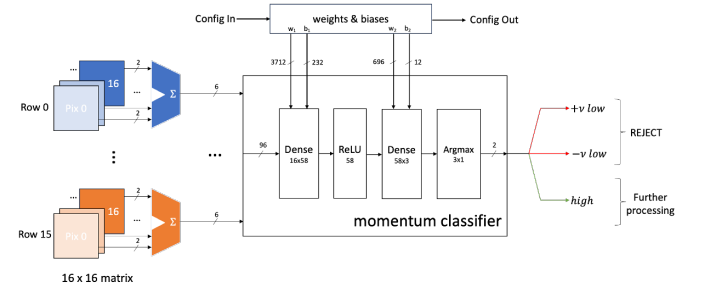 Config In
weights & biases
Config Out
w₁ b₁ w₂ b₂
3712 232 696 12
... 2
16
Σ
6
Row 0
Pix 0
...
2
96
Dense
16x58
ReLU
58
Dense
58x3
Argmax
3x1
2
+v low
−v low
REJECT
high
Further
processing
⋮
...
... 2
16
Σ
6
Row 15
Pix 0
...
2
momentum classifier
16 x 16 matrix